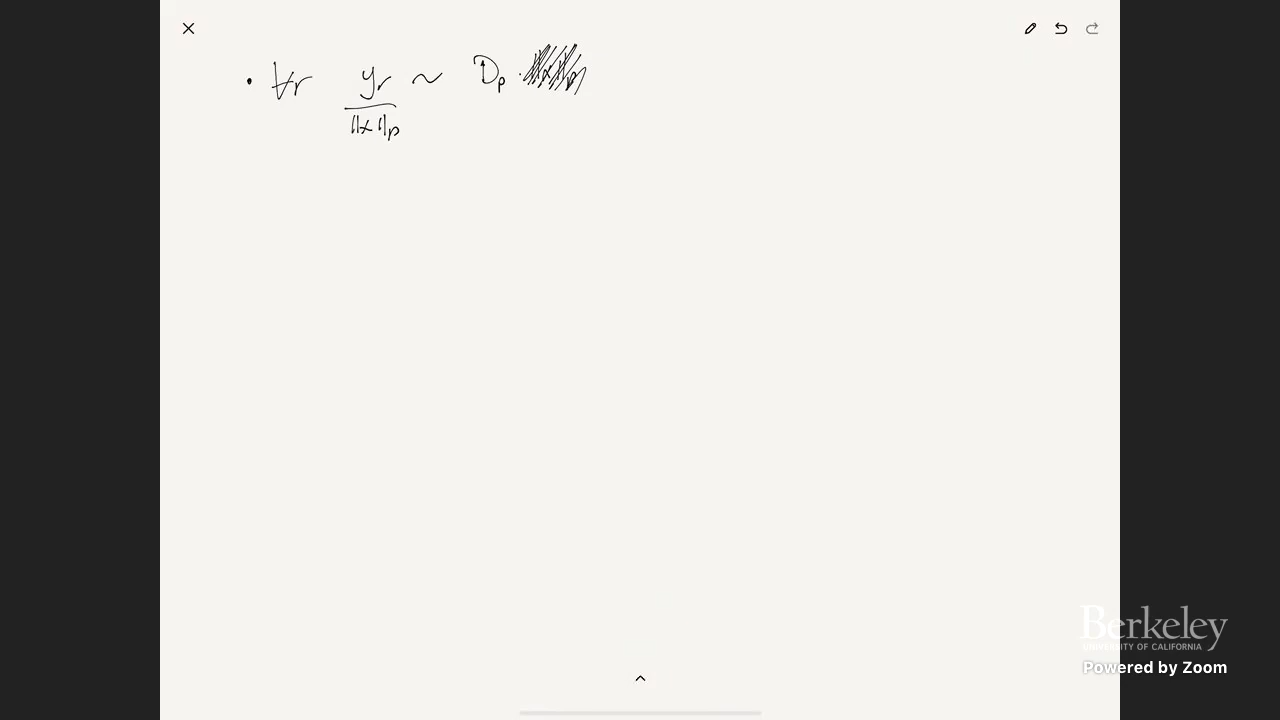 • ∀r y_r ~ D_p ·
‖x‖_p
Berkeley
UNIVERSITY OF CALIFORNIA
Powered by Zoom